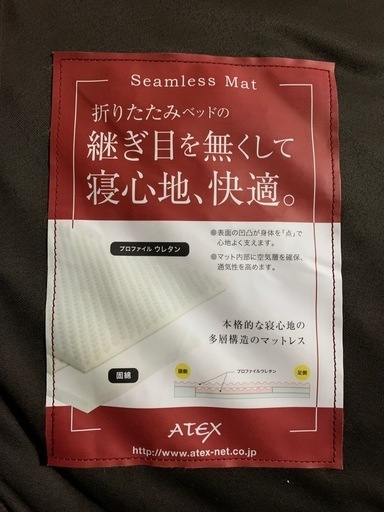 Seamless Mat
折りたたみベッドの
継ぎ目を無くして
寝心地、快適。
●表面の凹凸が身体を「点」で
心地よく支えます。
●マット内部に空気層を確保、
通気性を高めます。
プロファイル ウレタン
本格的な寝心地の
多層構造のマットレス
固綿
頭側
プロファイルウレタン
足側
ATEX
http://www.atex-net.co.jp